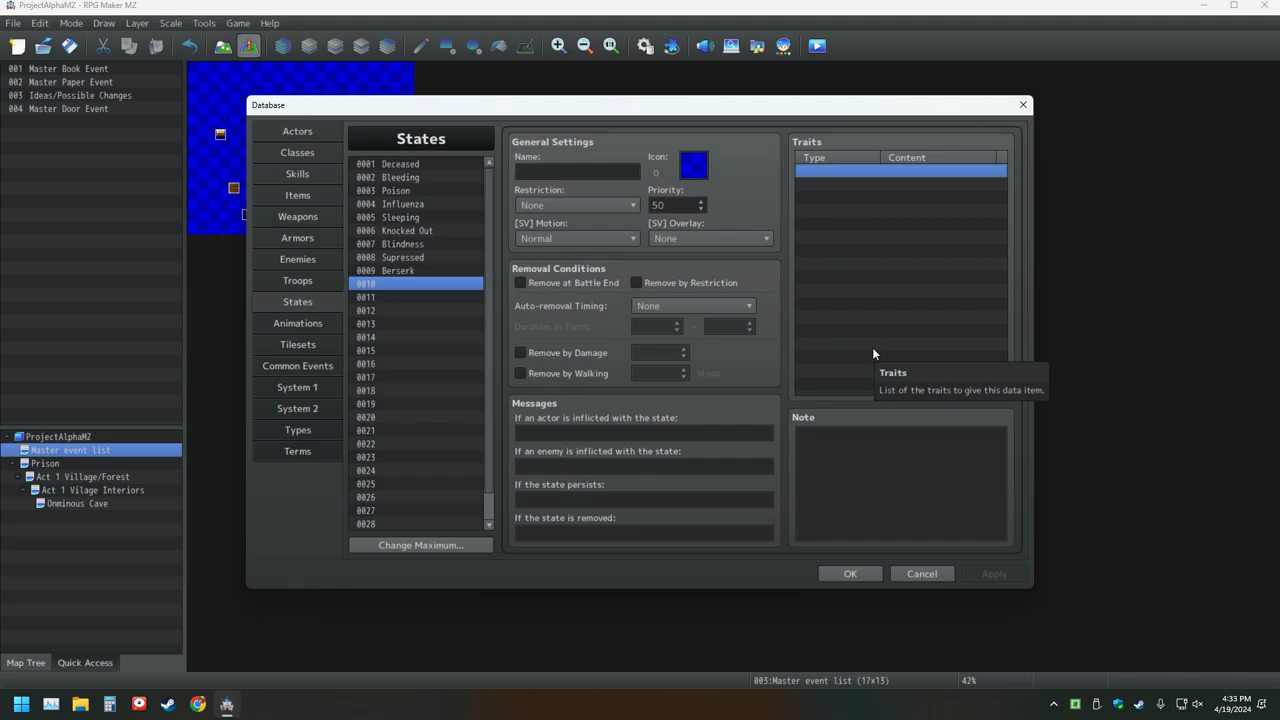 ProjectAlphaMZ - RPG Maker MZ
File Edit Mode Draw Layer Scale Tools Game Help
001 Master Book Event
002 Master Paper Event
003 Ideas/Possible Changes
004 Master Door Event
Database
Actors
Classes
Skills
Items
Weapons
Armors
Enemies
Troops
States
Animations
Tilesets
Common Events
System 1
System 2
Types
Terms
States
0001 Deceased
0002 Bleeding
0003 Poison
0004 Influenza
0005 Sleeping
0006 Knocked Out
0007 Blindness
0008 Supressed
0009 Berserk
0010
0011
0012
0013
0014
0015
0016
0017
0018
0019
0020
0021
0022
0023
0024
0025
0026
0027
0028
Change Maximum...
General Settings
Name: Icon:
0
Restriction: Priority:
None 50
[SV] Motion: [SV] Overlay:
Normal None
Removal Conditions
Remove at Battle End Remove by Restriction
Auto-removal Timing: None
Duration in Turns: ~
Remove by Damage
Remove by Walking steps
Messages
If an actor is inflicted with the state:
If an enemy is inflicted with the state:
If the state persists:
If the state is removed:
Traits
Type Content
Traits
List of the traits to give this data item.
Note
OK Cancel Apply
ProjectAlphaMZ
Master event list
Prison
Act 1 Village/Forest
Act 1 Vilage Interiors
Onminous Cave
Map Tree Quick Access
003:Master event list (17x13) 42%
4:33 PM
4/19/2024